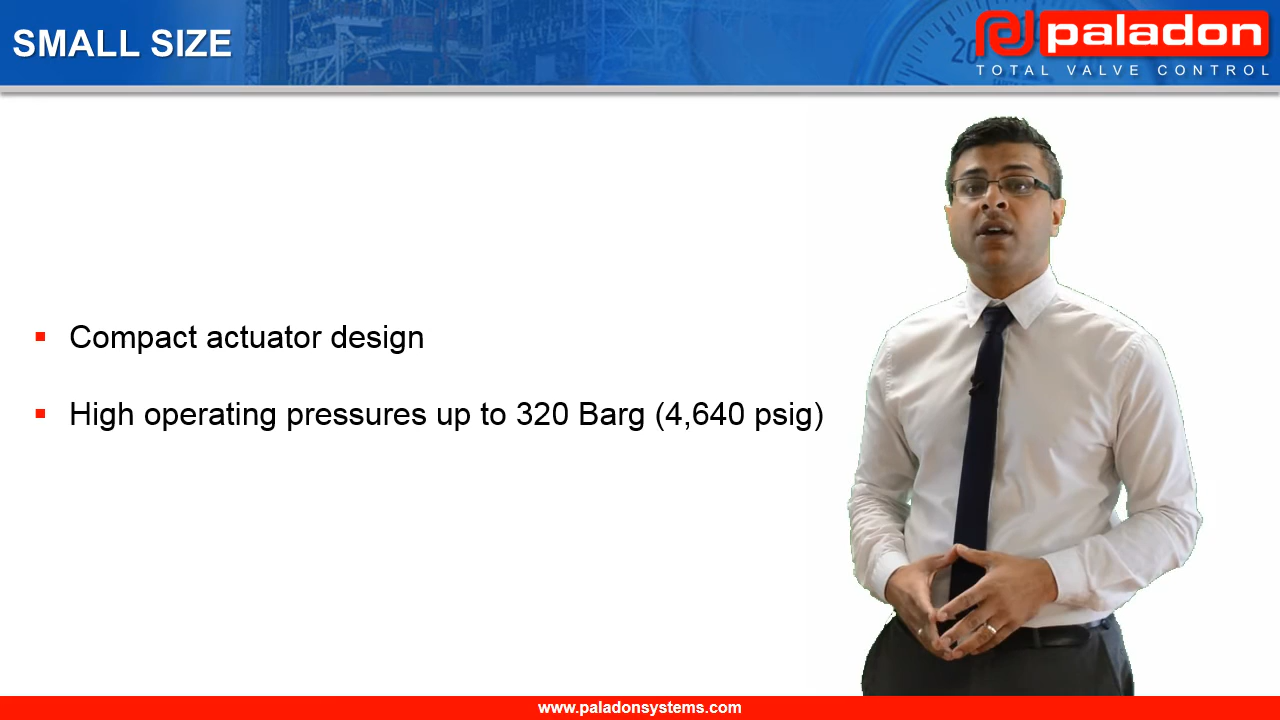 SMALL SIZE
paladon
TOTAL VALVE CONTROL
20
Compact actuator design
High operating pressures up to 320 Barg (4,640 psig)
www.paladonsystems.com